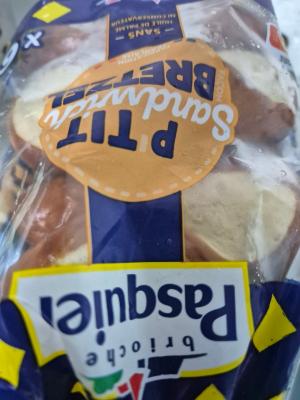 brioche
Pasquier
P'TIT
Sandwich
BRETZEL
SANS
HUILE DE PALME